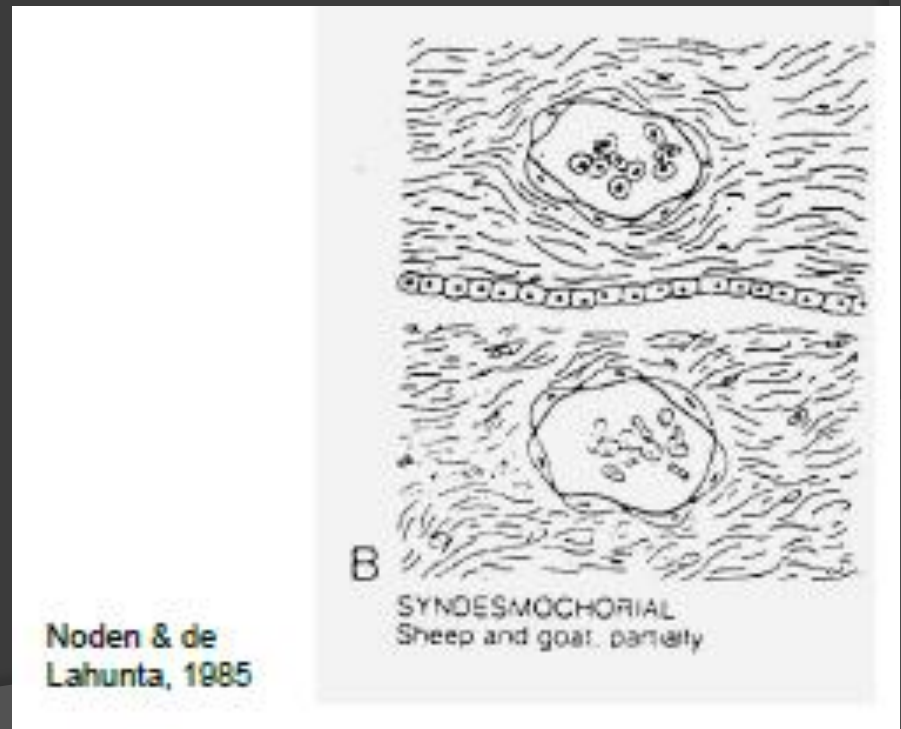 B
SYNDESMOCHORIAL
Sheep and goat, partially
Noden & de
Lahunta, 1985